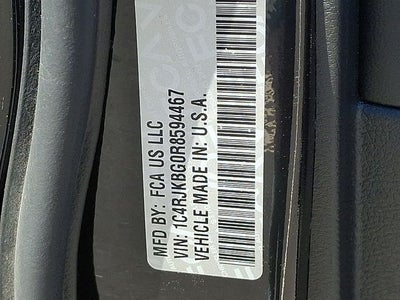 MFD BY: FCA US LLC
VIN: 1C4RJKBG0R8594467
VEHICLE MADE IN: U.S.A.